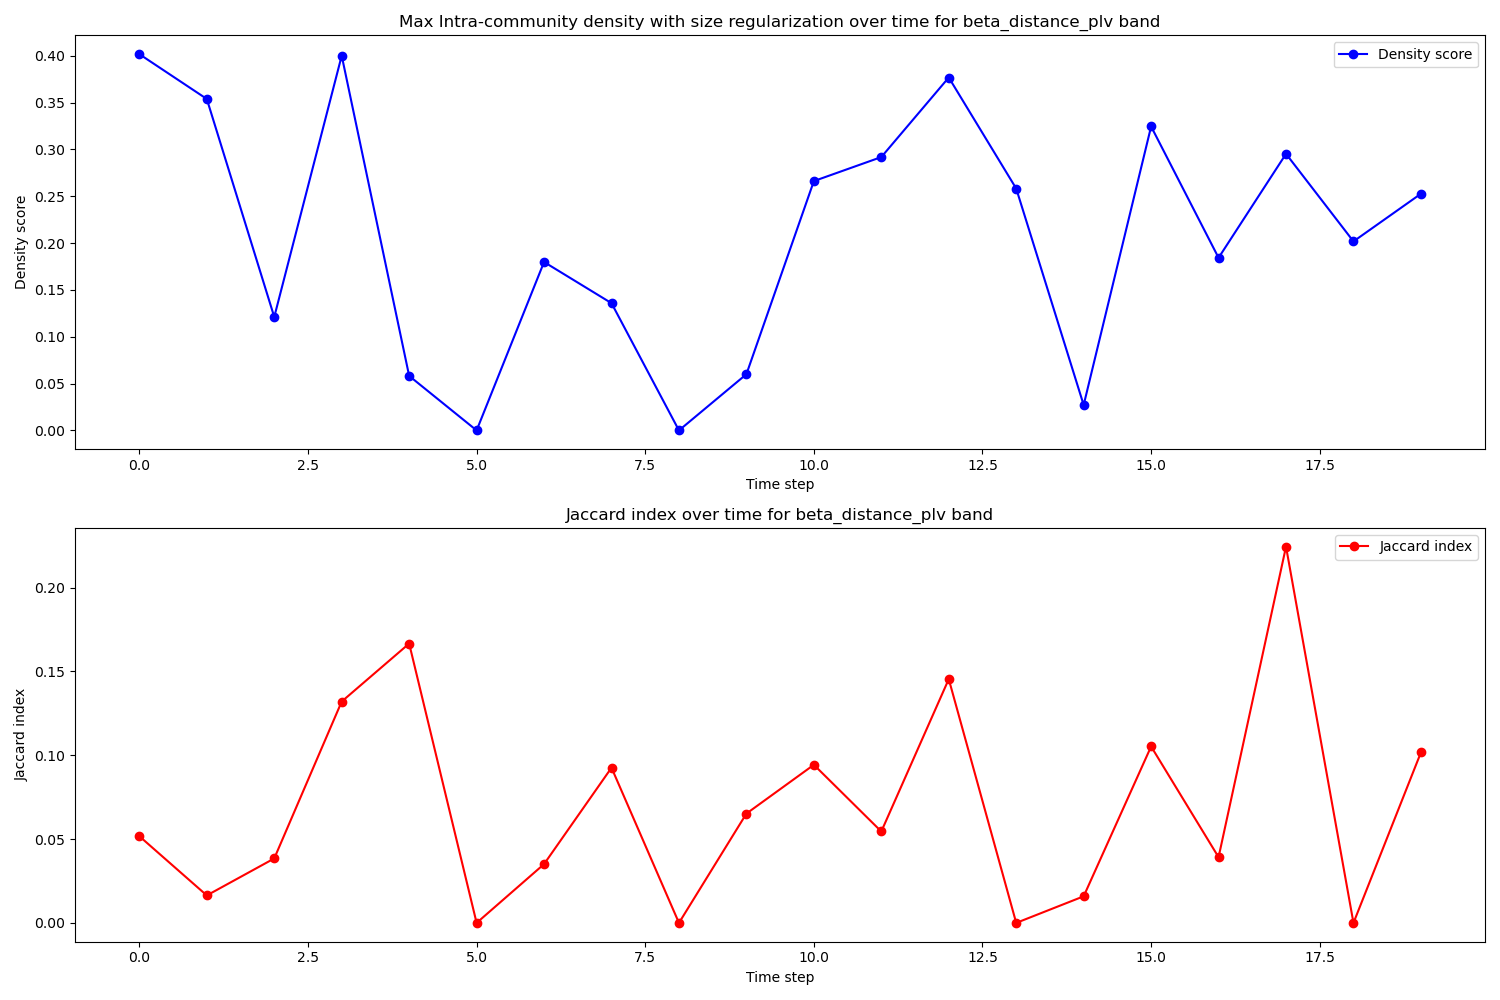 Max Intra-community density with size regularization over time for beta_distance_plv band
Density score
0.40
0.35
0.30
0.25
0.20
0.15
0.10
0.05
0.00
Density score
0.0 2.5 5.0 7.5 10.0 12.5 15.0 17.5
Time step
Jaccard index over time for beta_distance_plv band
Jaccard index
0.20
0.15
0.10
0.05
0.00
Jaccard index
0.0 2.5 5.0 7.5 10.0 12.5 15.0 17.5
Time step